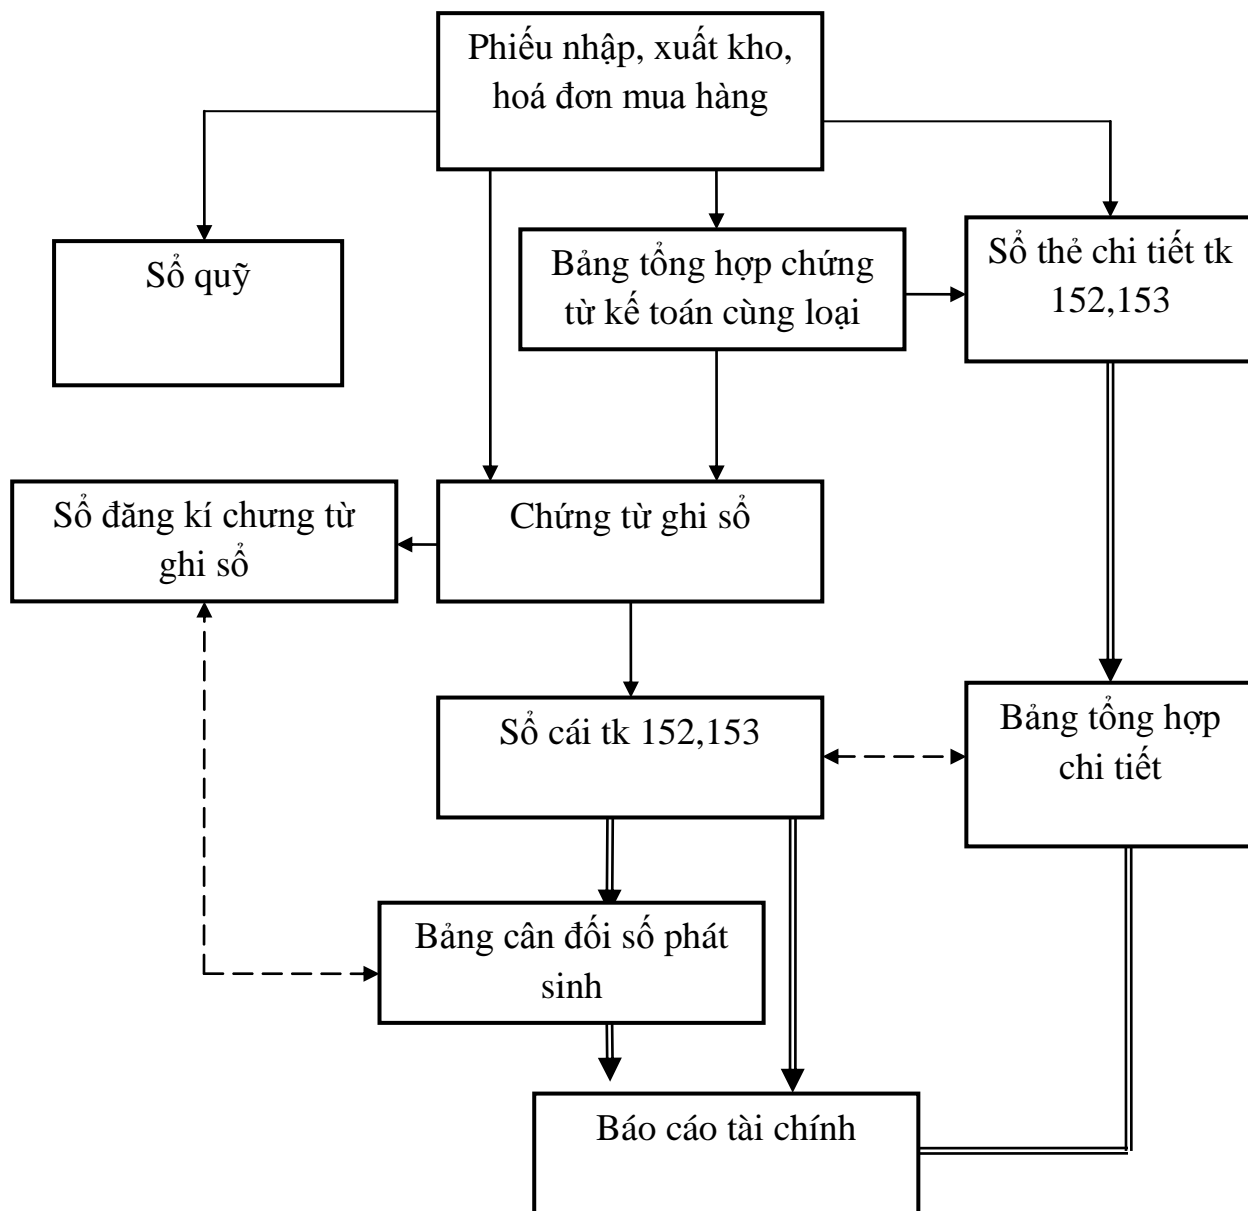 Phiếu nhập, xuất kho,
hoá đơn mua hàng
Sổ quỹ
Bảng tổng hợp chứng
từ kế toán cùng loại
Sổ thẻ chi tiết tk
152,153
Sổ đăng kí chưng từ
ghi sổ
Chứng từ ghi sổ
Sổ cái tk 152,153
Bảng tổng hợp
chi tiết
Bảng cân đối số phát
sinh
Báo cáo tài chính